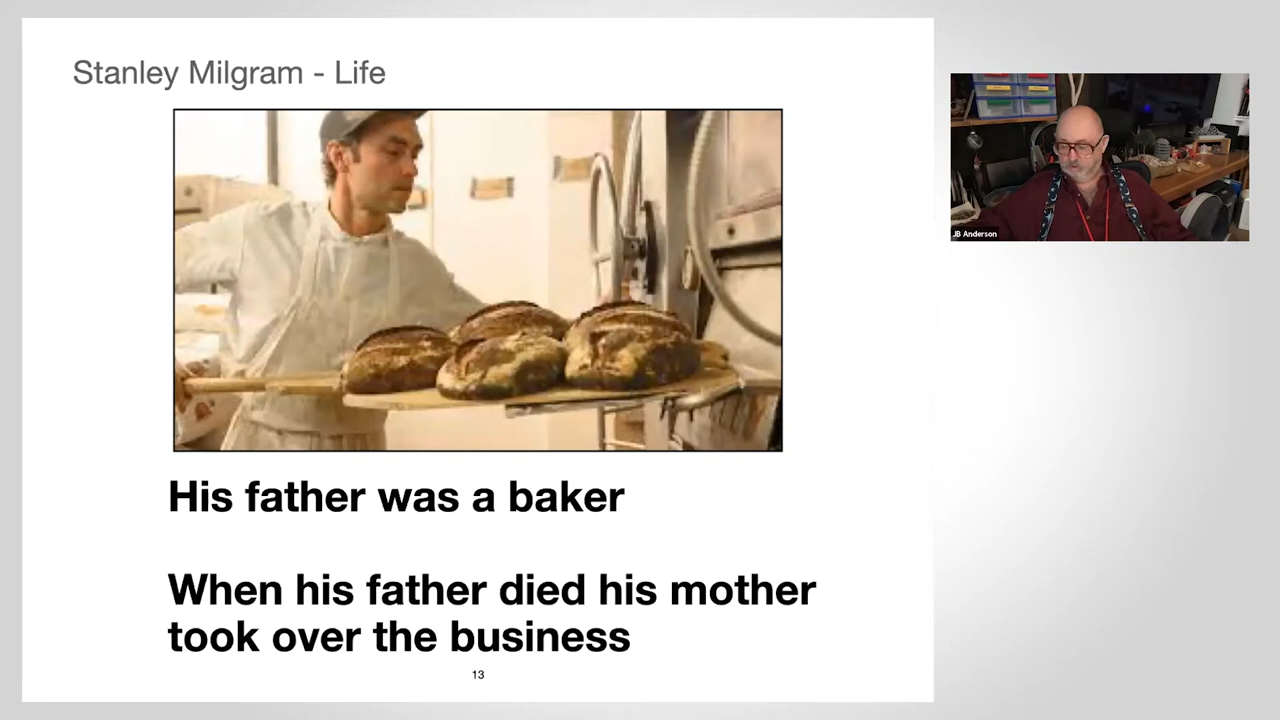 Stanley Milgram - Life
His father was a baker
When his father died his mother
took over the business
13
JB Anderson